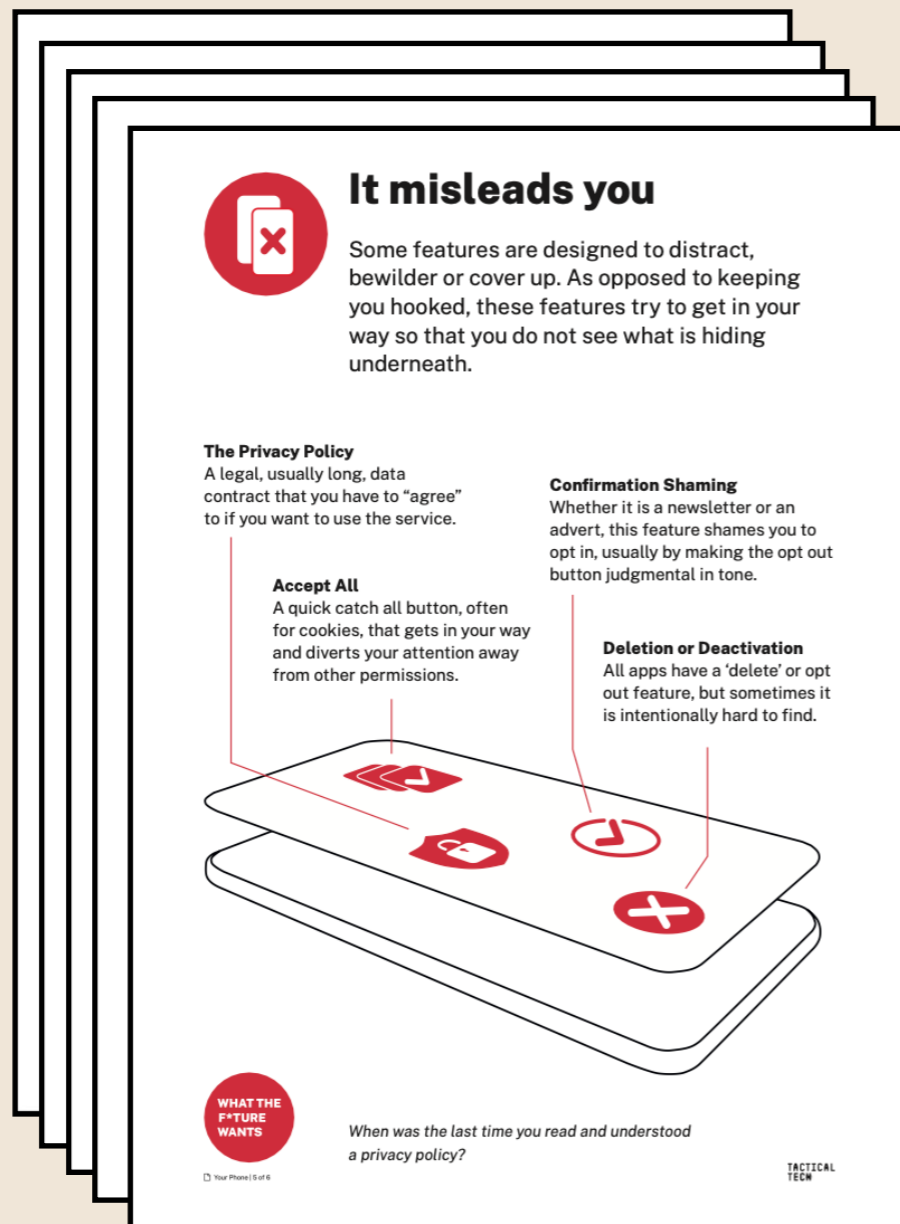 It misleads you
Some features are designed to distract,
bewilder or cover up. As opposed to keeping
you hooked, these features try to get in your
way so that you do not see what is hiding
underneath.
The Privacy Policy
A legal, usually long, data
contract that you have to “agree”
to if you want to use the service.
Confirmation Shaming
Whether it is a newsletter or an
advert, this feature shames you to
opt in, usually by making the opt out
button judgmental in tone.
Accept All
A quick catch all button, often
for cookies, that gets in your way
and diverts your attention away
from other permissions.
Deletion or Deactivation
All apps have a ‘delete’ or opt
out feature, but sometimes it
is intentionally hard to find.
WHAT THE
F*TURE
WANTS
When was the last time you read and understood
a privacy policy?
Your Phone | 5 of 6
TACTICAL
TECH